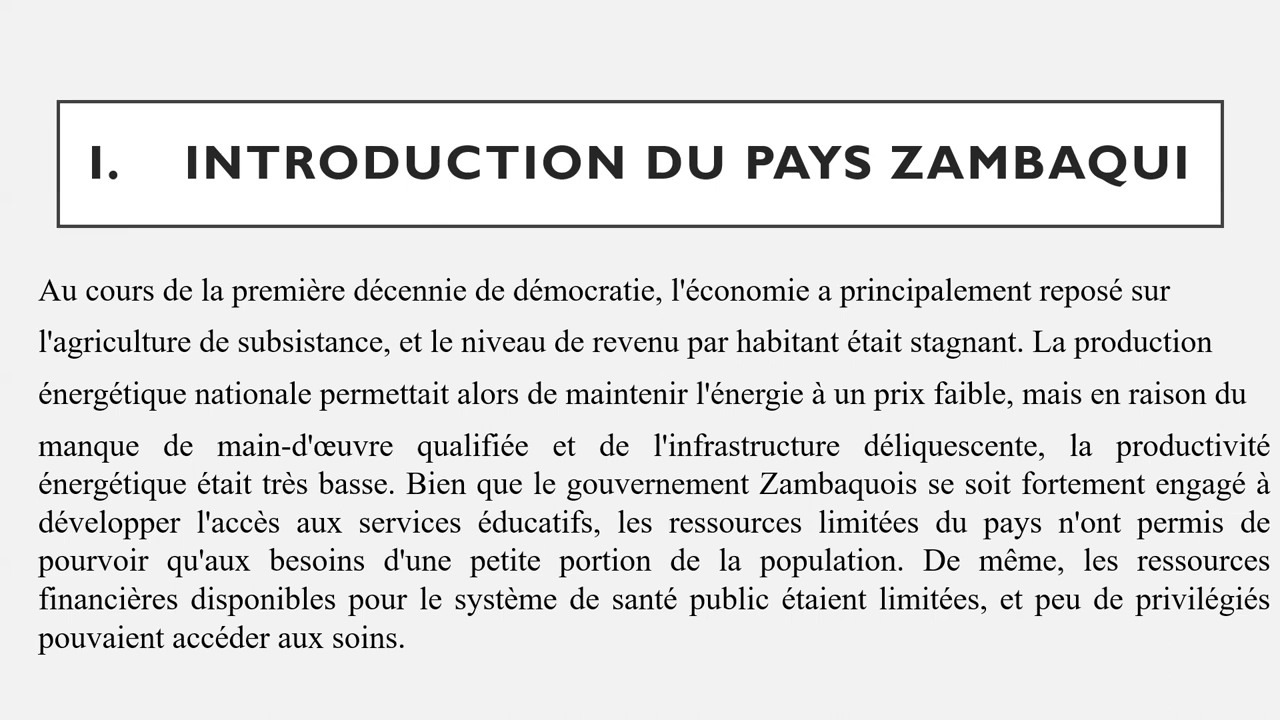 I. INTRODUCTION DU PAYS ZAMBAQUI
Au cours de la première décennie de démocratie, l'économie a principalement reposé sur
l'agriculture de subsistance, et le niveau de revenu par habitant était stagnant. La production
énergétique nationale permettait alors de maintenir l'énergie à un prix faible, mais en raison du
manque de main-d'œuvre qualifiée et de l'infrastructure déliquescente, la productivité
énergétique était très basse. Bien que le gouvernement Zambaquois se soit fortement engagé à
développer l'accès aux services éducatifs, les ressources limitées du pays n'ont permis de
pourvoir qu'aux besoins d'une petite portion de la population. De même, les ressources
financières disponibles pour le système de santé public étaient limitées, et peu de privilégiés
pouvaient accéder aux soins.